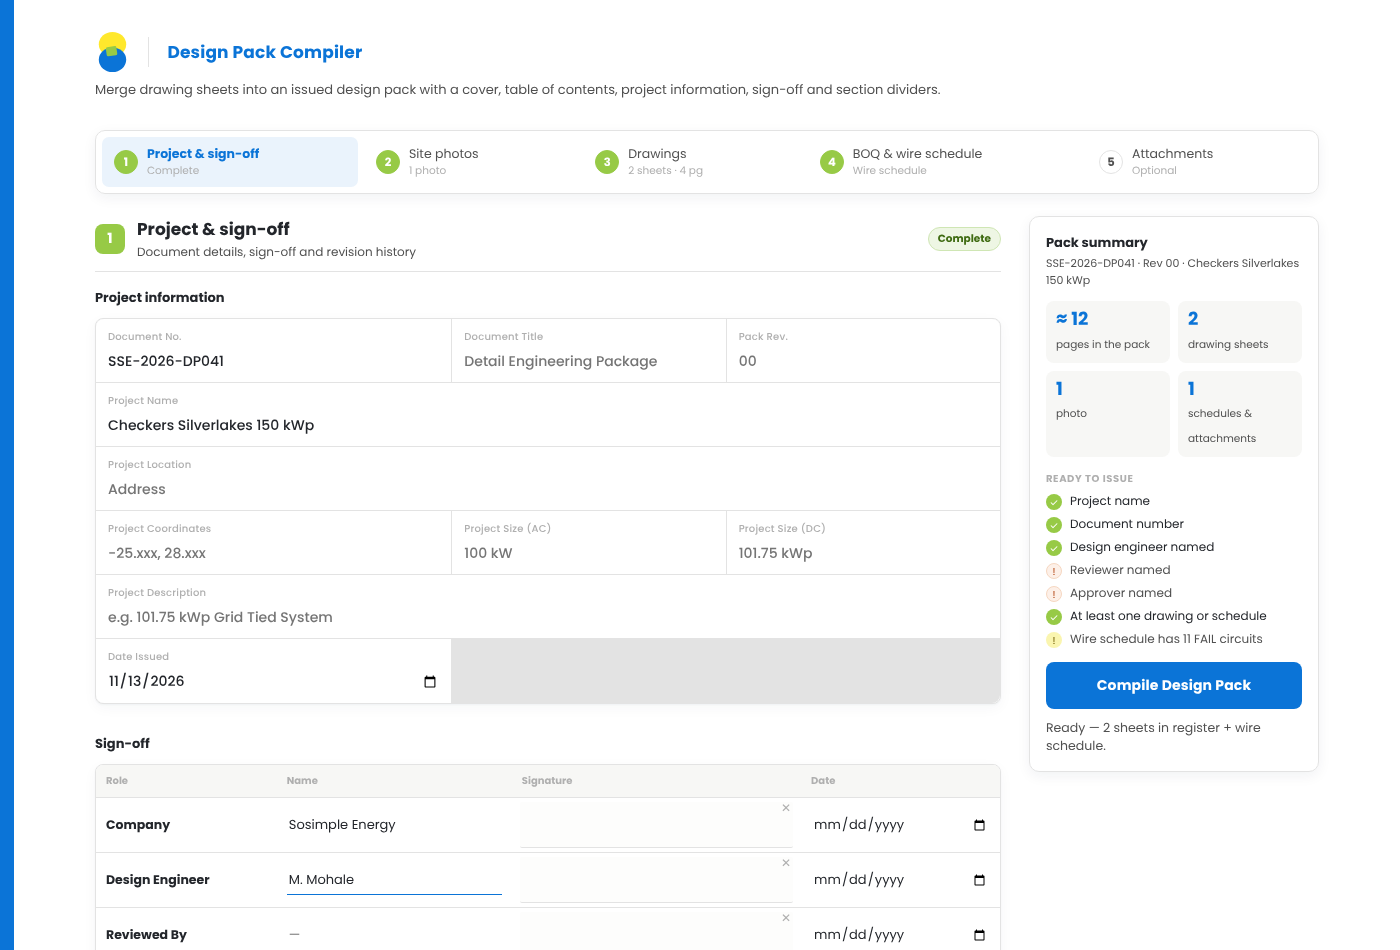 Design Pack Compiler
Merge drawing sheets into an issued design pack with a cover, table of contents, project information, sign-off and section dividers.
1
Project & sign-off
Complete
2
Site photos
1 photo
3
Drawings
2 sheets · 4 pg
4
BOQ & wire schedule
Wire schedule
5
Attachments
Optional
1
Project & sign-off
Document details, sign-off and revision history
Complete
Project information
Document No.
SSE-2026-DP041
Document Title
Detail Engineering Package
Pack Rev.
00
Project Name
Checkers Silverlakes 150 kWp
Project Location
Address
Project Coordinates
-25.xxx, 28.xxx
Project Size (AC)
100 kW
Project Size (DC)
101.75 kWp
Project Description
e.g. 101.75 kWp Grid Tied System
Date Issued
11/13/2026
Sign-off
Role Name Signature Date
Company Sosimple Energy × mm/dd/yyyy
Design Engineer M. Mohale × mm/dd/yyyy
Reviewed By — × mm/dd/yyyy
Pack summary
SSE-2026-DP041 · Rev 00 · Checkers Silverlakes
150 kWp
≈ 12
pages in the pack
2
drawing sheets
1
photo
1
schedules &
attachments
READY TO ISSUE
Project name
Document number
Design engineer named
! Reviewer named
! Approver named
At least one drawing or schedule
! Wire schedule has 11 FAIL circuits
Compile Design Pack
Ready — 2 sheets in register + wire
schedule.